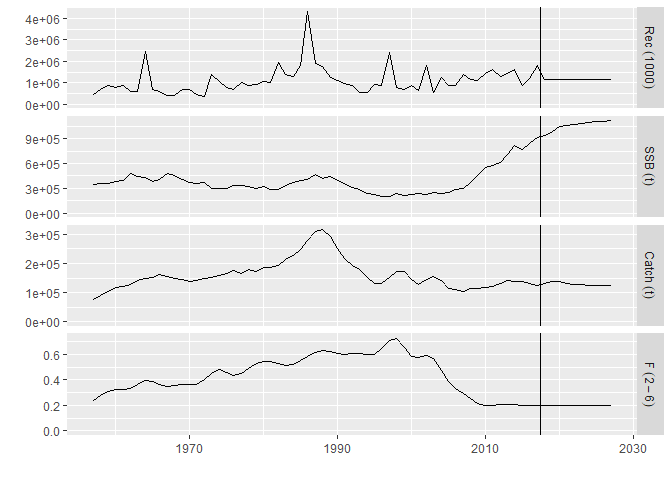 4e+06
3e+06
2e+06
1e+06
0e+00
Rec (1000)
9e+05
6e+05
3e+05
0e+00
SSB (t)
3e+05
2e+05
1e+05
0e+00
Catch (t)
0.6
0.4
0.2
0.0
F (2−6)
1970
1990
2010
2030